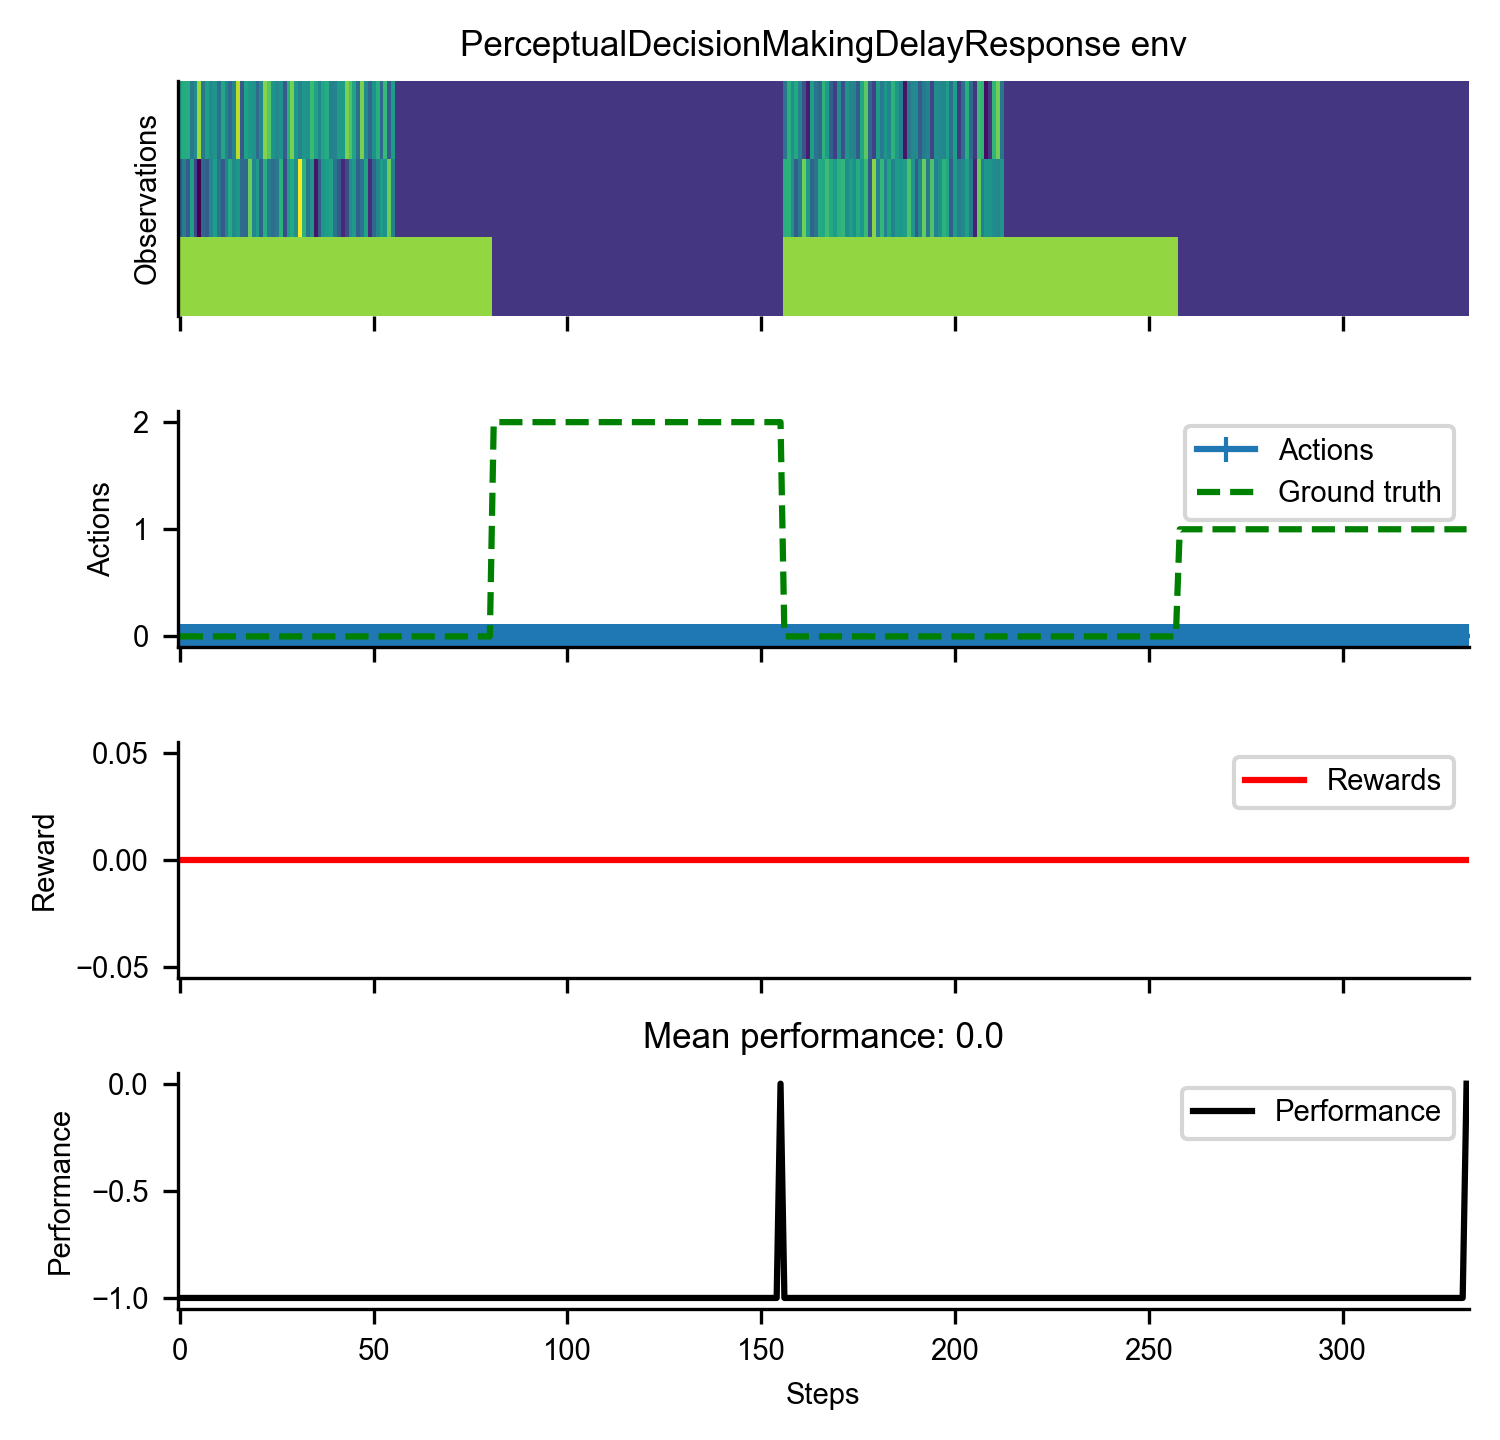 PerceptualDecisionMakingDelayResponse env
Observations
2
1
0
Actions
Actions
Ground truth
0.05
0.00
−0.05
Reward
Rewards
Mean performance: 0.0
0.0
−0.5
−1.0
Performance
Performance
0 50 100 150 200 250 300
Steps